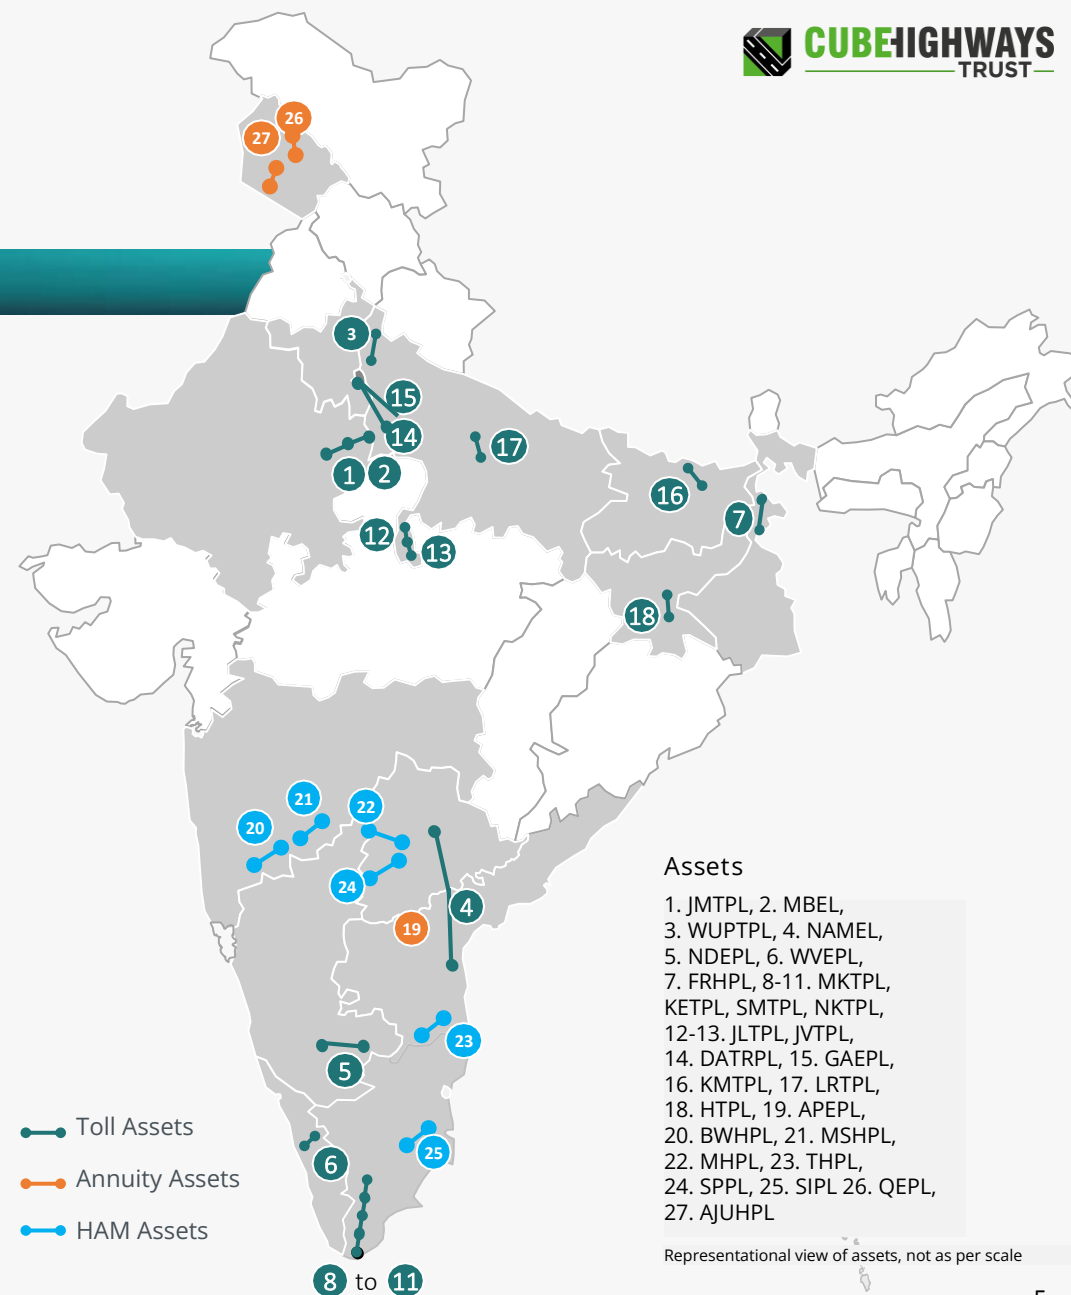 CUBEHIGHWAYS
TRUST
26
27
3
15
14
17
1
2
16
7
12
13
18
21
22
20
24
4
19
23
5
25
6
8 to 11
Toll Assets
Annuity Assets
HAM Assets
Assets
1. JMTPL, 2. MBEL,
3. WUPTPL, 4. NAMEL,
5. NDEPL, 6. WVEPL,
7. FRHPL, 8-11. MKTPL,
KETPL, SMTPL, NKTPL,
12-13. JLTPL, JVTPL,
14. DATRPL, 15. GAEPL,
16. KMTPL, 17. LRTPL,
18. HTPL, 19. APEPL,
20. BWHPL, 21. MSHPL,
22. MHPL, 23. THPL,
24. SPPL, 25. SIPL 26. QEPL,
27. AJUHPL
Representational view of assets, not as per scale